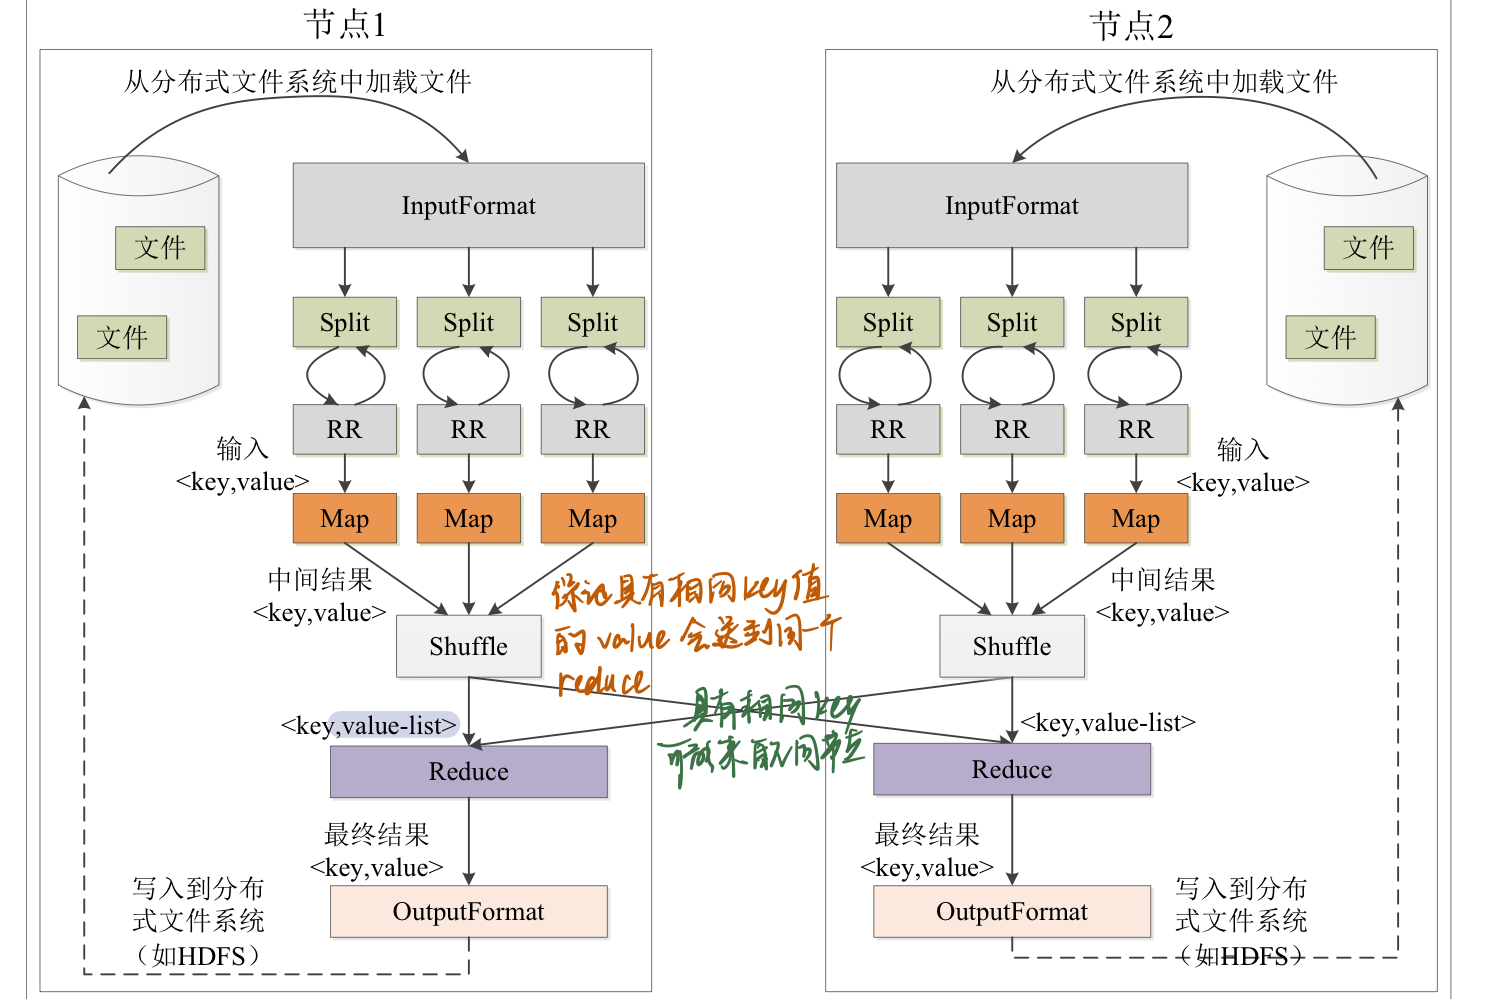 节点1
节点2
从分布式文件系统中加载文件
从分布式文件系统中加载文件
InputFormat
InputFormat
文件
文件
文件
文件
Split Split Split
Split Split Split
RR RR RR
RR RR RR
输入
<key,value>
输入
<key,value>
Map Map Map
Map Map Map
中间结果
<key,value>
中间结果
<key,value>
保证具有相同key值
的value会送到同一个
reduce
Shuffle
Shuffle
具有相同key
可能来自不同节点
<key,value-list>
<key,value-list>
Reduce
Reduce
最终结果
<key,value>
最终结果
<key,value>
OutputFormat
OutputFormat
写入到分布
式文件系统
（如HDFS）
写入到分布
式文件系统
（如HDFS）